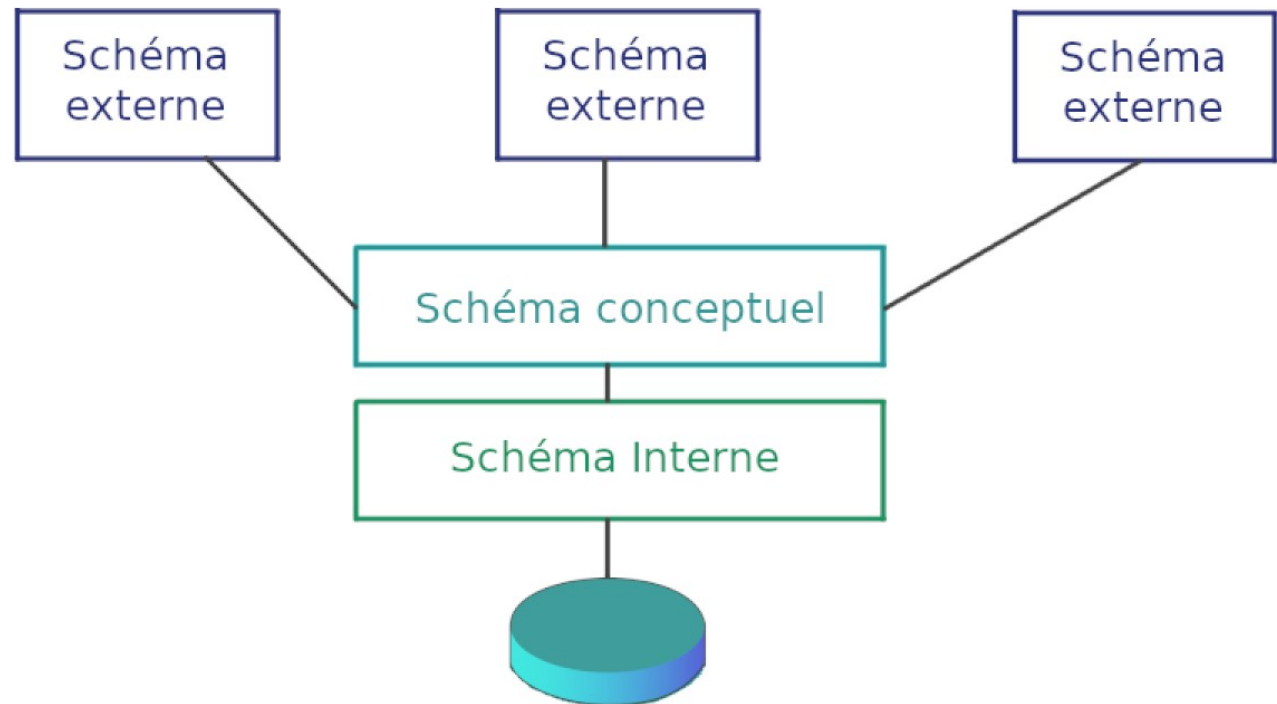 Schéma
externe
Schéma
externe
Schéma
externe
Schéma conceptuel
Schéma Interne